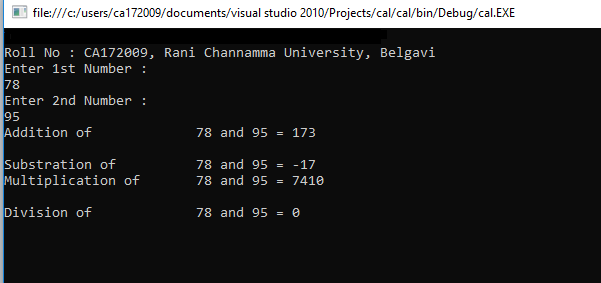 file:///c:/users/ca172009/documents/visual studio 2010/Projects/cal/cal/bin/Debug/cal.EXE
Roll No : CA172009, Rani Channamma University, Belgavi
Enter 1st Number :
78
Enter 2nd Number :
95
Addition of 78 and 95 = 173
Substration of 78 and 95 = -17
Multiplication of 78 and 95 = 7410
Division of 78 and 95 = 0